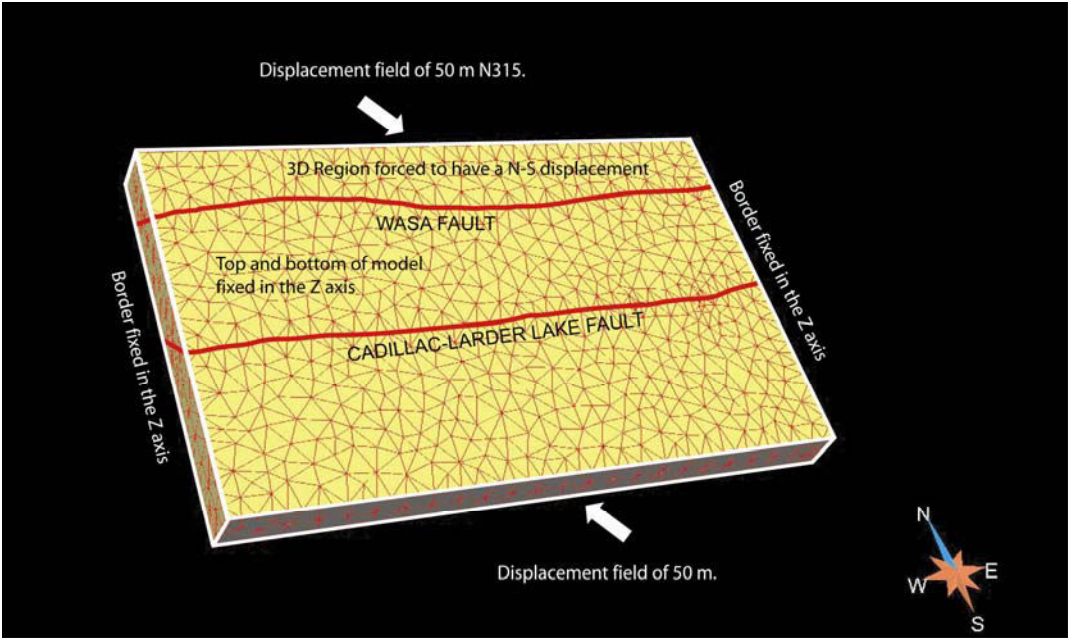 Displacement field of 50 m N315.
3D Region forced to have a N-S displacement
WASA FAULT
Top and bottom of model
fixed in the Z axis
Border fixed in the Z axis
Border fixed in the Z axis
CADILLAC-LARDER LAKE FAULT
Displacement field of 50 m.
N
E
W
S